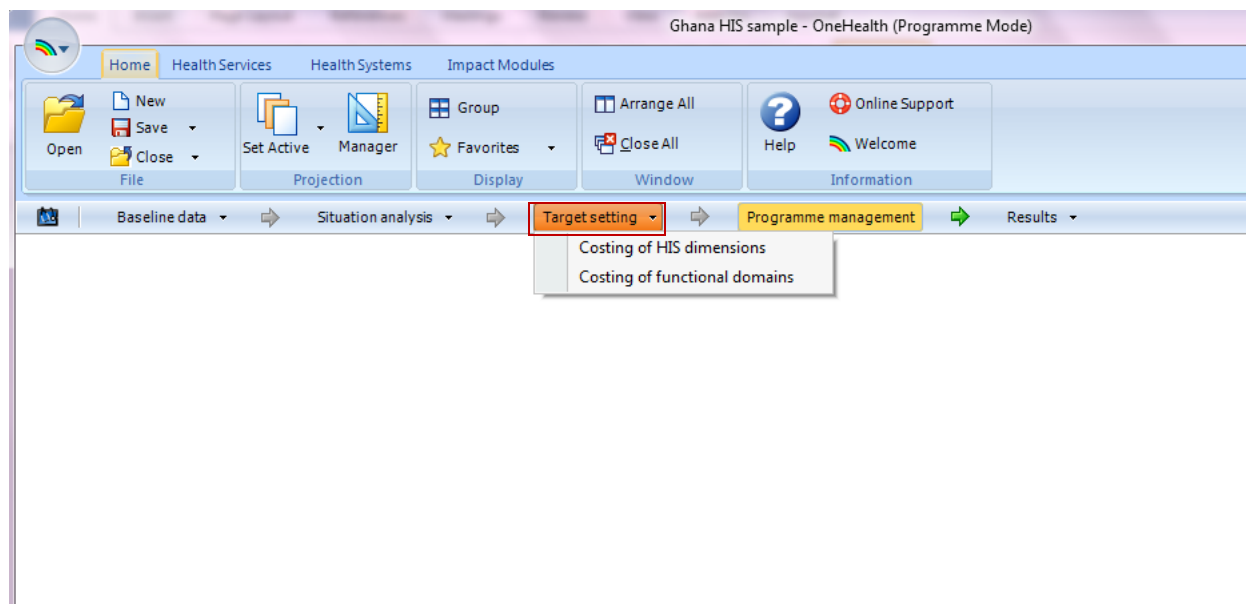 Ghana HIS sample - OneHealth (Programme Mode)
Home Health Services Health Systems Impact Modules
Open
New
Save
Close
File
Set Active
Manager
Projection
Group
Favorites
Display
Arrange All
Close All
Window
Help
Online Support
Welcome
Information
Baseline data Situation analysis Target setting Programme management Results
Costing of HIS dimensions
Costing of functional domains